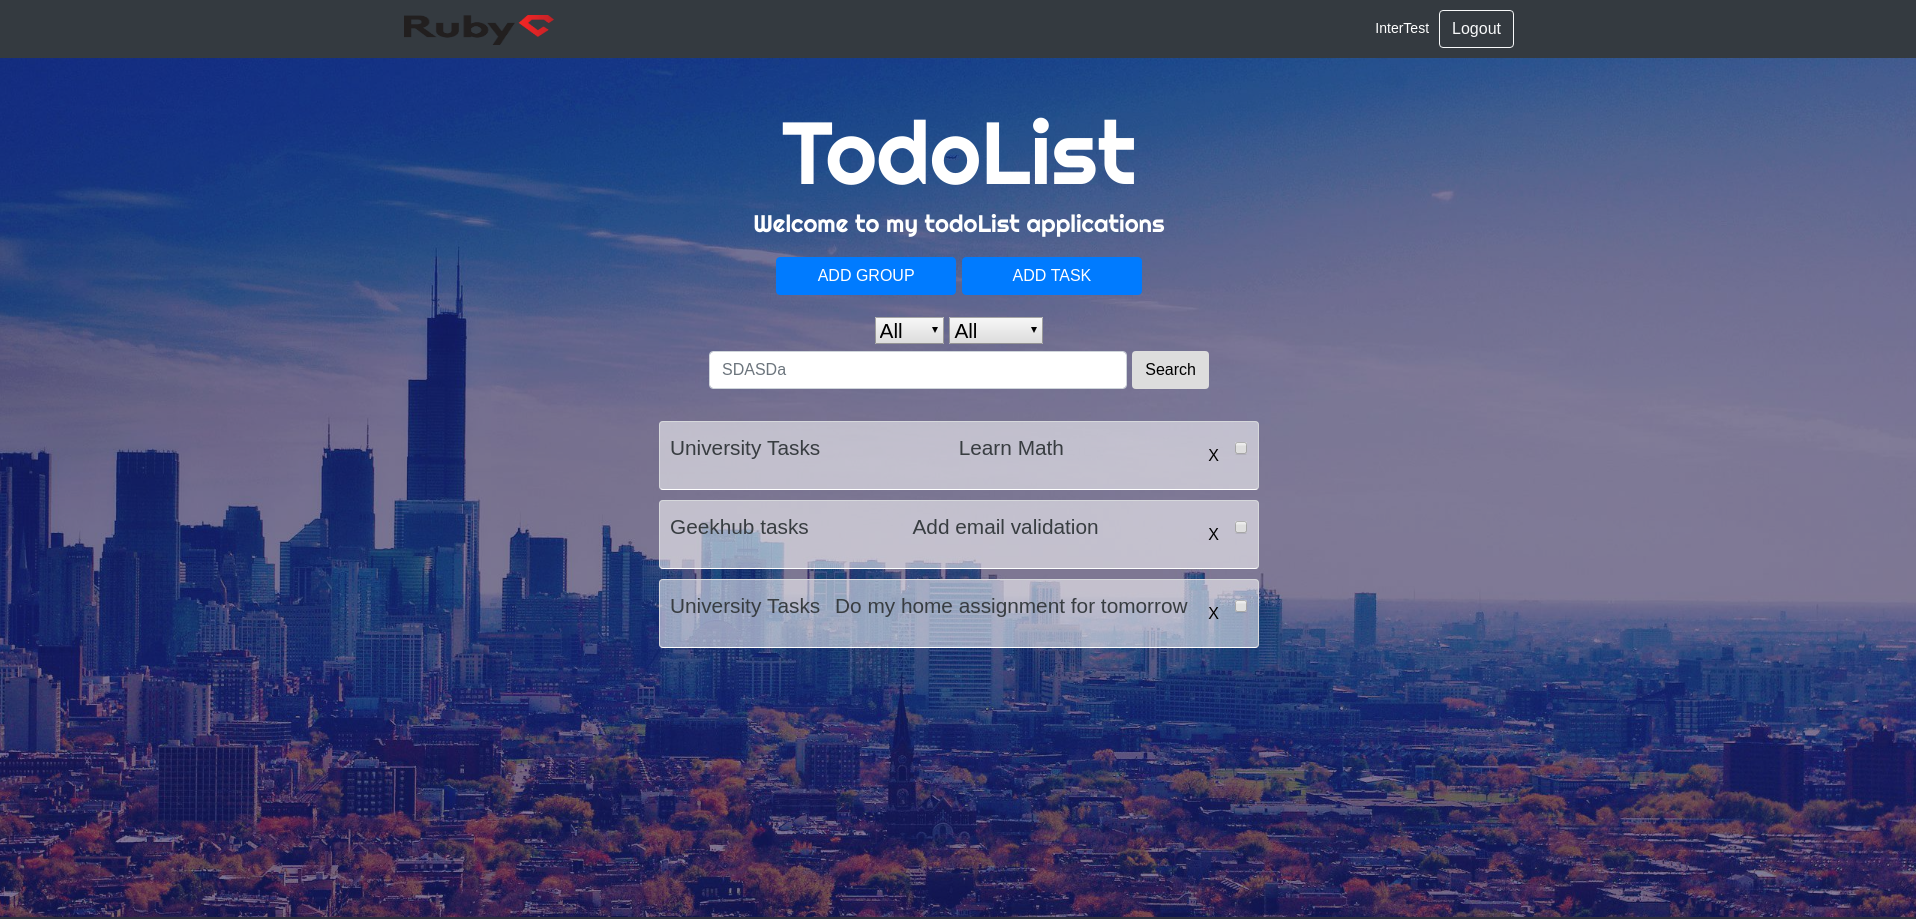 Ruby
InterTest Logout
TodoList
Welcome to my todoList applications
ADD GROUP ADD TASK
All All
SDASDa Search
University Tasks Learn Math X
Geekhub tasks Add email validation X
University Tasks Do my home assignment for tomorrow X